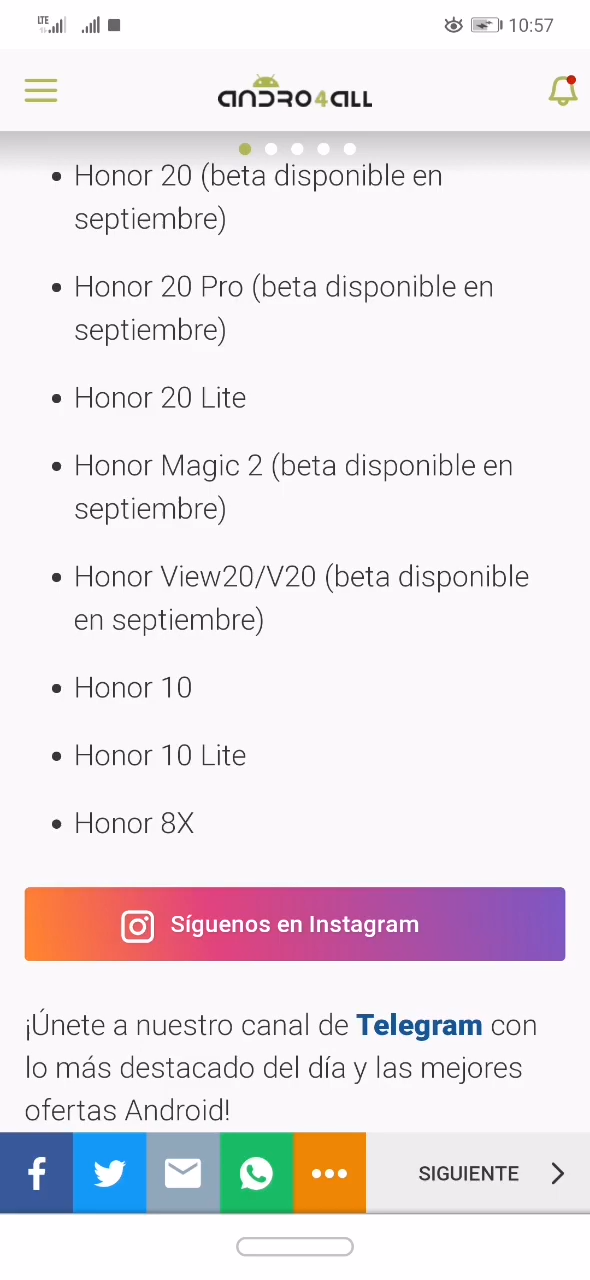 LTE 10:57
ANDRO4ALL
• Honor 20 (beta disponible en
septiembre)
• Honor 20 Pro (beta disponible en
septiembre)
• Honor 20 Lite
• Honor Magic 2 (beta disponible en
septiembre)
• Honor View20/V20 (beta disponible
en septiembre)
• Honor 10
• Honor 10 Lite
• Honor 8X
Síguenos en Instagram
¡Únete a nuestro canal de Telegram con
lo más destacado del día y las mejores
ofertas Android!
SIGUIENTE